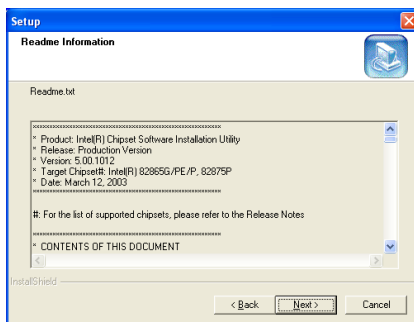 Setup
Readme Information
Readme.txt
************************************************************
* Product: Intel(R) Chipset Software Installation Utility
* Release: Production Version
* Version: 5.00.1012
* Target Chipset#: Intel(R) 82865G/PE/P, 82875P
* Date: March 12, 2003
************************************************************
#: For the list of supported chipsets, please refer to the Release Notes
************************************************************
* CONTENTS OF THIS DOCUMENT
InstallShield
< Back
Next >
Cancel